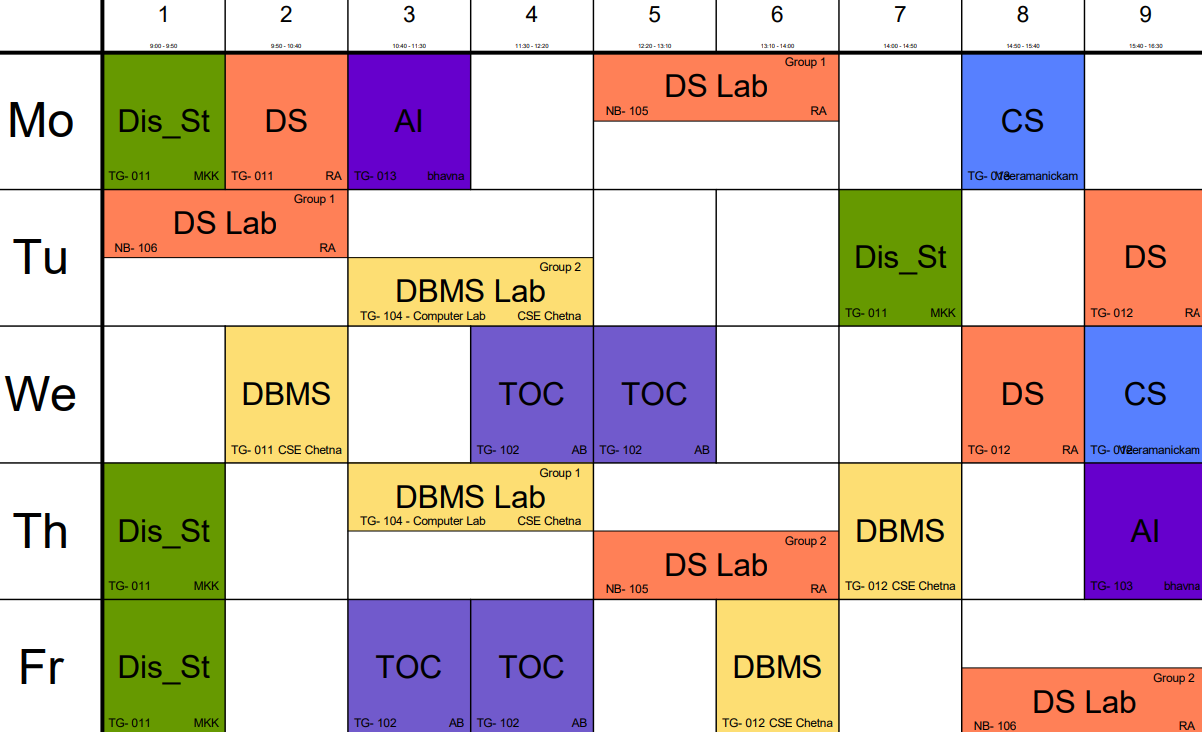 1 2 3 4 5 6 7 8 9
9:00 - 9:50 9:50 - 10:40 10:40 - 11:30 11:30 - 12:20 12:20 - 13:10 13:10 - 14:00 14:00 - 14:50 14:50 - 15:40 15:40 - 16:30
Mo
Dis_St
TG- 011 MKK
DS
TG- 011 RA
AI
TG- 013 bhavna
Group 1
DS Lab
NB- 105 RA
CS
TG- Veeramanickam
Tu
Group 1
DS Lab
NB- 106 RA
Group 2
DBMS Lab
TG- 104 - Computer Lab CSE Chetna
Dis_St
TG- 011 MKK
DS
TG- 012 RA
We
DBMS
TG- 011 CSE Chetna
TOC
TG- 102 AB
TOC
TG- 102 AB
DS
TG- 012 RA
CS
TG- Veeramanickam
Th
Dis_St
TG- 011 MKK
Group 1
DBMS Lab
TG- 104 - Computer Lab CSE Chetna
Group 2
DS Lab
NB- 105 RA
DBMS
TG- 012 CSE Chetna
AI
TG- 103 bhavna
Fr
Dis_St
TG- 011 MKK
TOC
TG- 102 AB
TOC
TG- 102 AB
DBMS
TG- 012 CSE Chetna
Group 2
DS Lab
NB- 106 RA